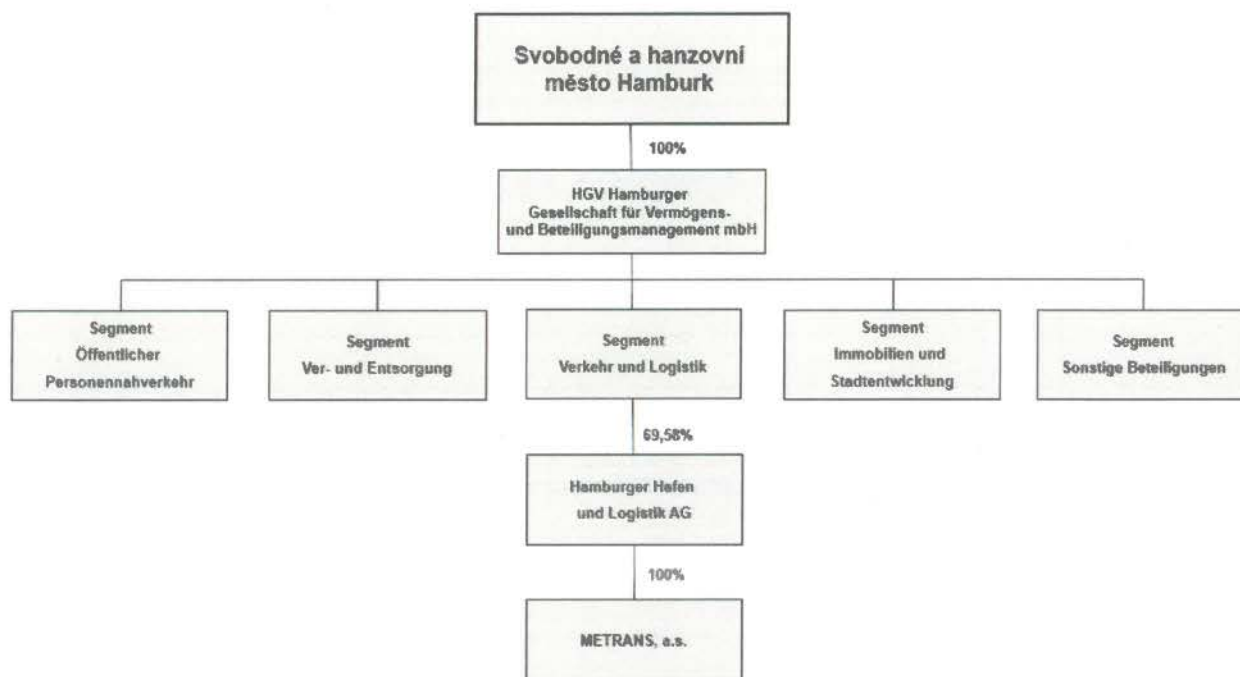 Svobodné a hanzovní
město Hamburk
100%
HGV Hamburger
Gesellschaft für Vermögens-
und Beteiligungsmanagement mbH
Segment
Öffentlicher
Personennahverkehr
Segment
Ver- und Entsorgung
Segment
Verkehr und Logistik
Segment
Immobilien und
Stadtentwicklung
Segment
Sonstige Beteiligungen
69,58%
Hamburger Hafen
und Logistik AG
100%
METRANS, a.s.